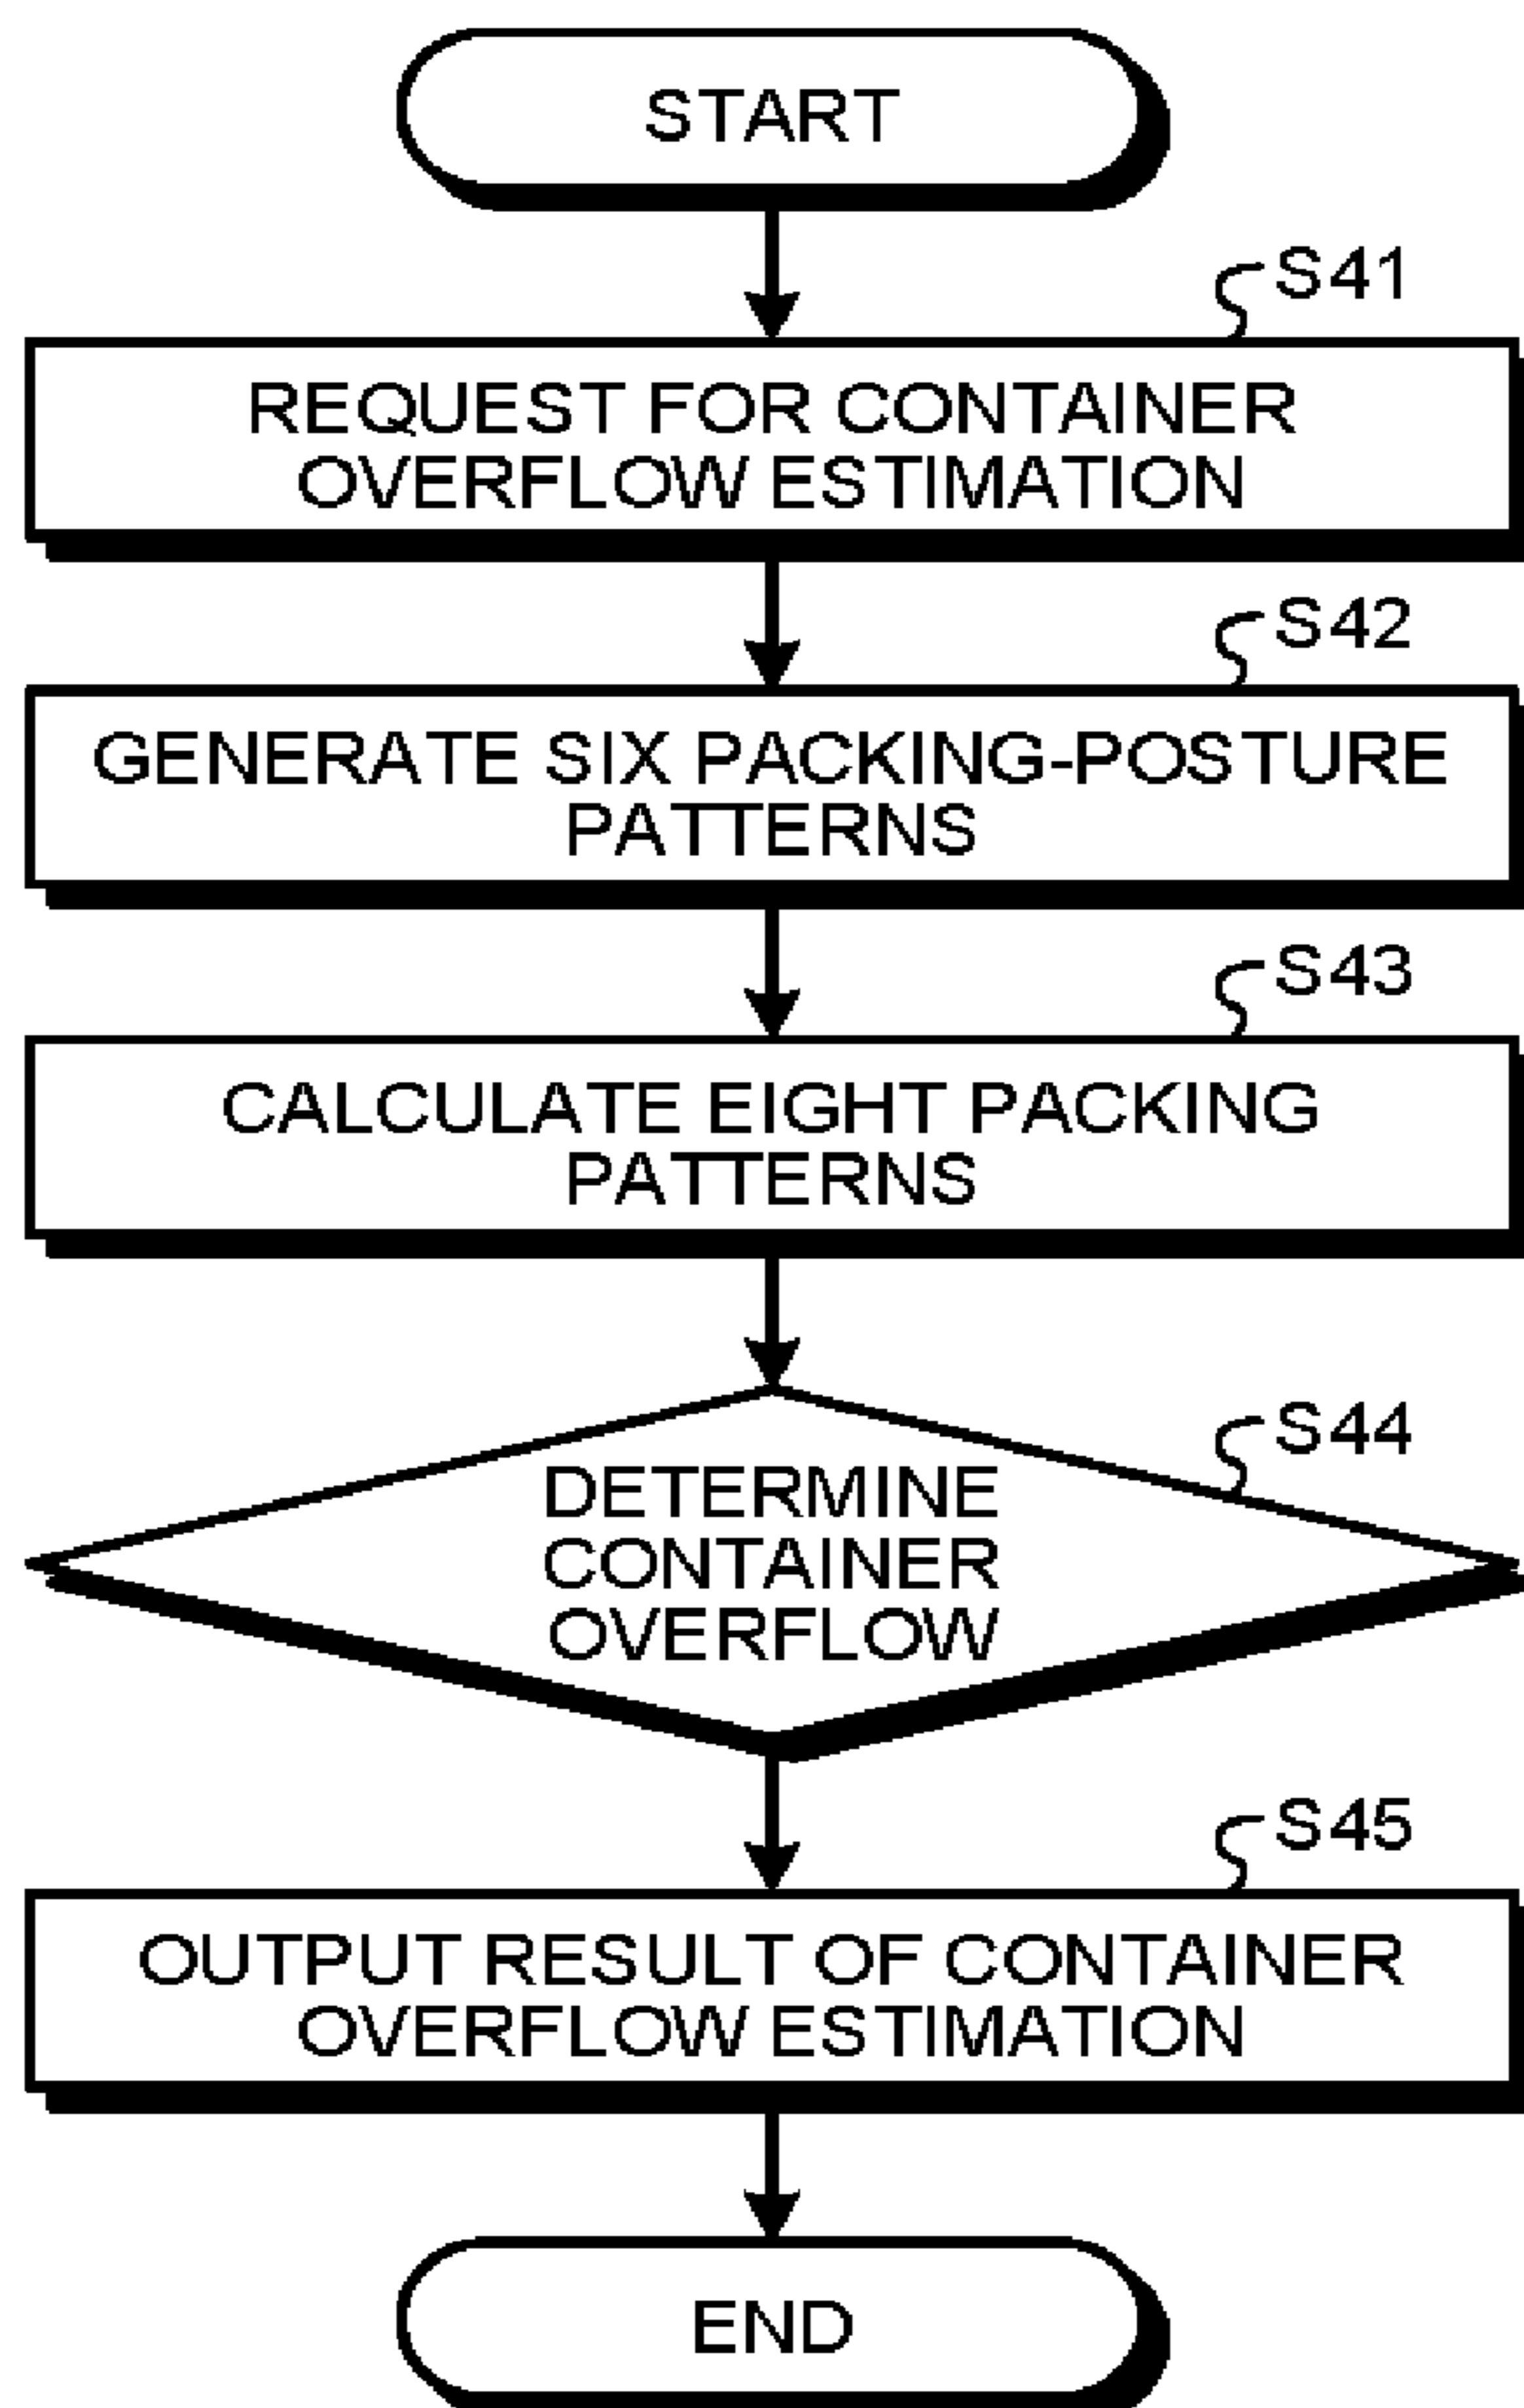 START
S41
REQUEST FOR CONTAINER
OVERFLOW ESTIMATION
S42
GENERATE SIX PACKING-POSTURE
PATTERNS
S43
CALCULATE EIGHT PACKING
PATTERNS
S44
DETERMINE
CONTAINER
OVERFLOW
S45
OUTPUT RESULT OF CONTAINER
OVERFLOW ESTIMATION
END